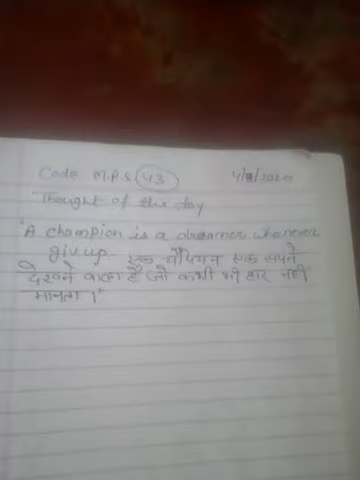 Code M.P.S 43 4/8/2020
Thought of the day
"A champion is a dreamer who never
give up. एक चैंपियन एक सपने
देखने वाला है जो कभी भी हार नहीं
मानता।"